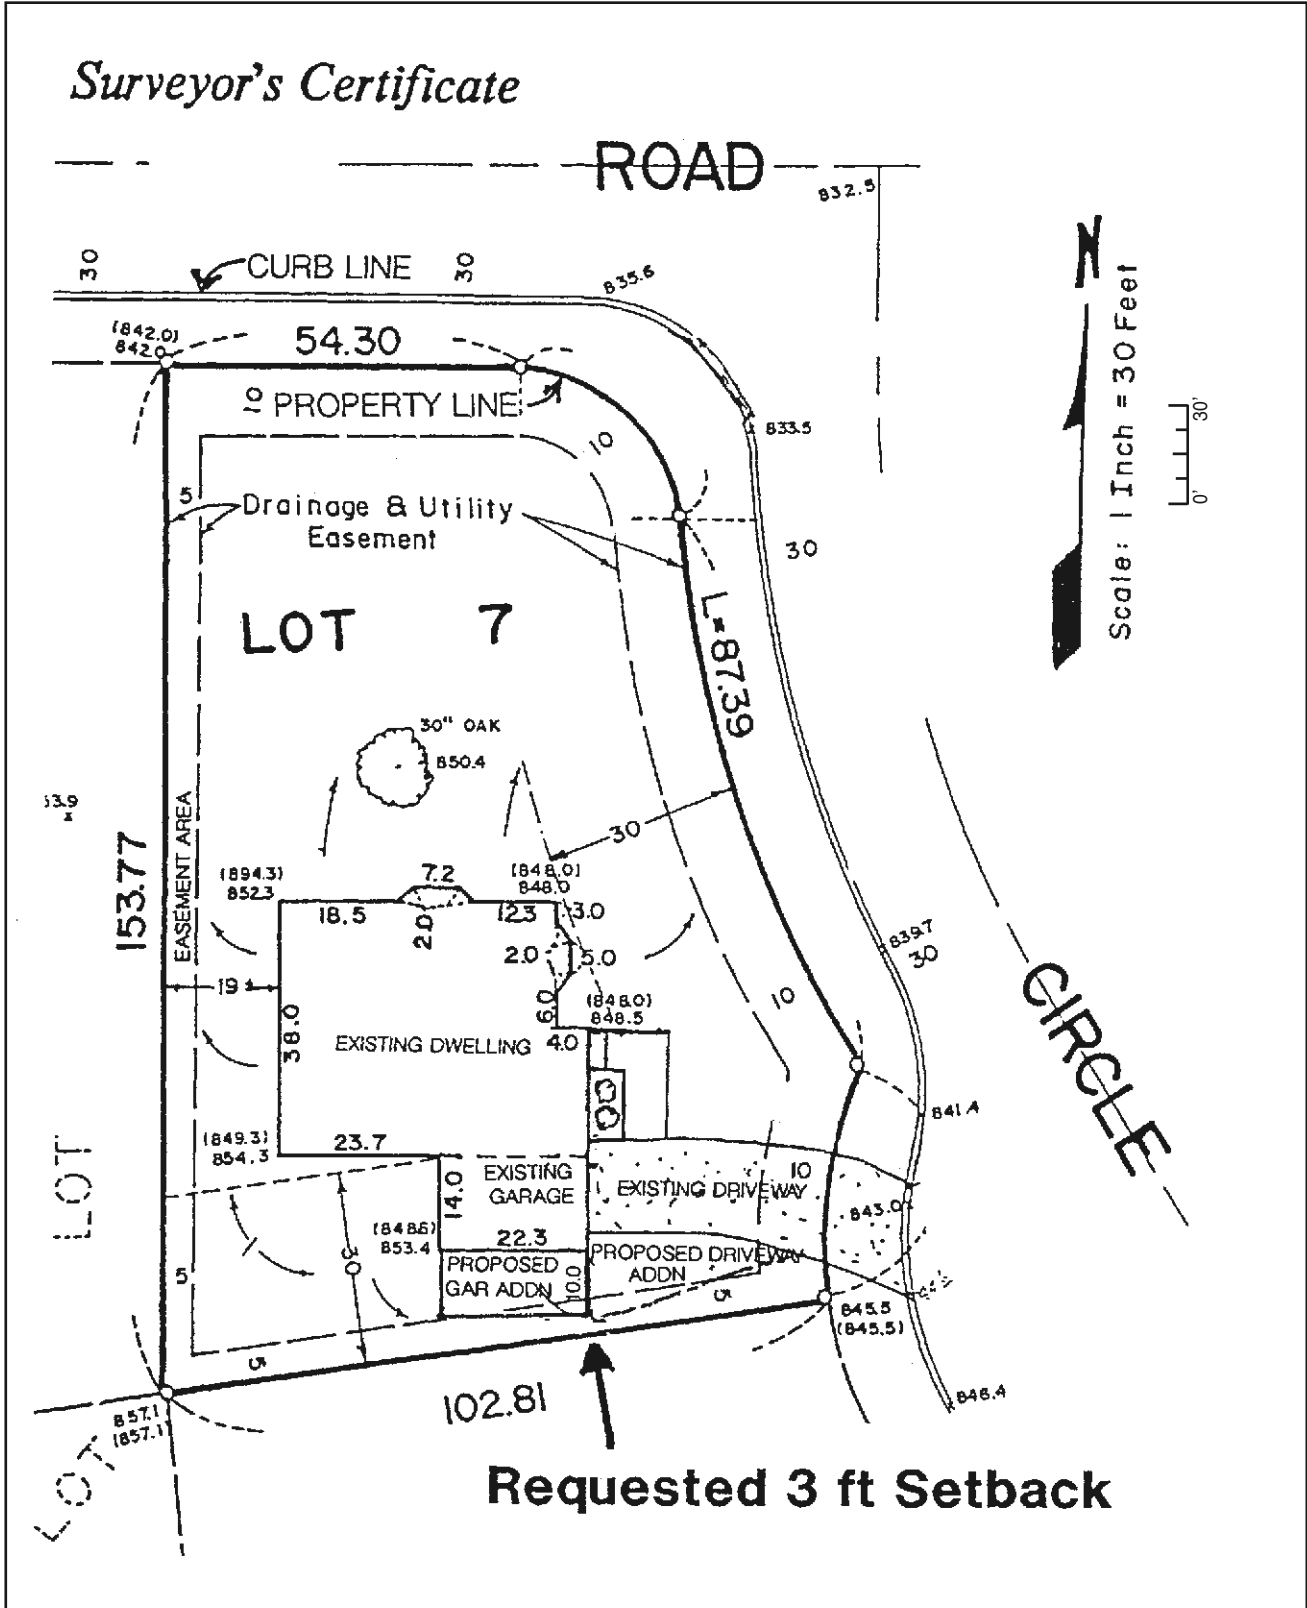 Surveyor's Certificate
ROAD
832.5
30
CURB LINE
30
835.6
N
Scale: 1 Inch = 30 Feet
0'
30'
(842.0)
842.0
54.30
10
PROPERTY LINE
10
833.5
5
Drainage & Utility
Easement
30
LOT 7
L=87.39
30" OAK
850.4
53.9
153.77
EASEMENT AREA
30
(894.3)
852.3
7.2
(848.0)
848.0
18.5
2.0
12.3
3.0
2.0
5.0
839.7
30
19
38.0
6.0
(848.0)
848.5
10
CIRCLE
EXISTING DWELLING
4.0
841.4
(849.3)
854.3
23.7
LOT
14.0
EXISTING
GARAGE
EXISTING DRIVEWAY
10
843.0
(848.6)
853.4
22.3
30
PROPOSED
GAR ADDN
10.0
PROPOSED DRIVEWAY
ADDN
5
5
5
845.5
(845.5)
846.4
857.1
(857.1)
102.81
LOT
Requested 3 ft Setback